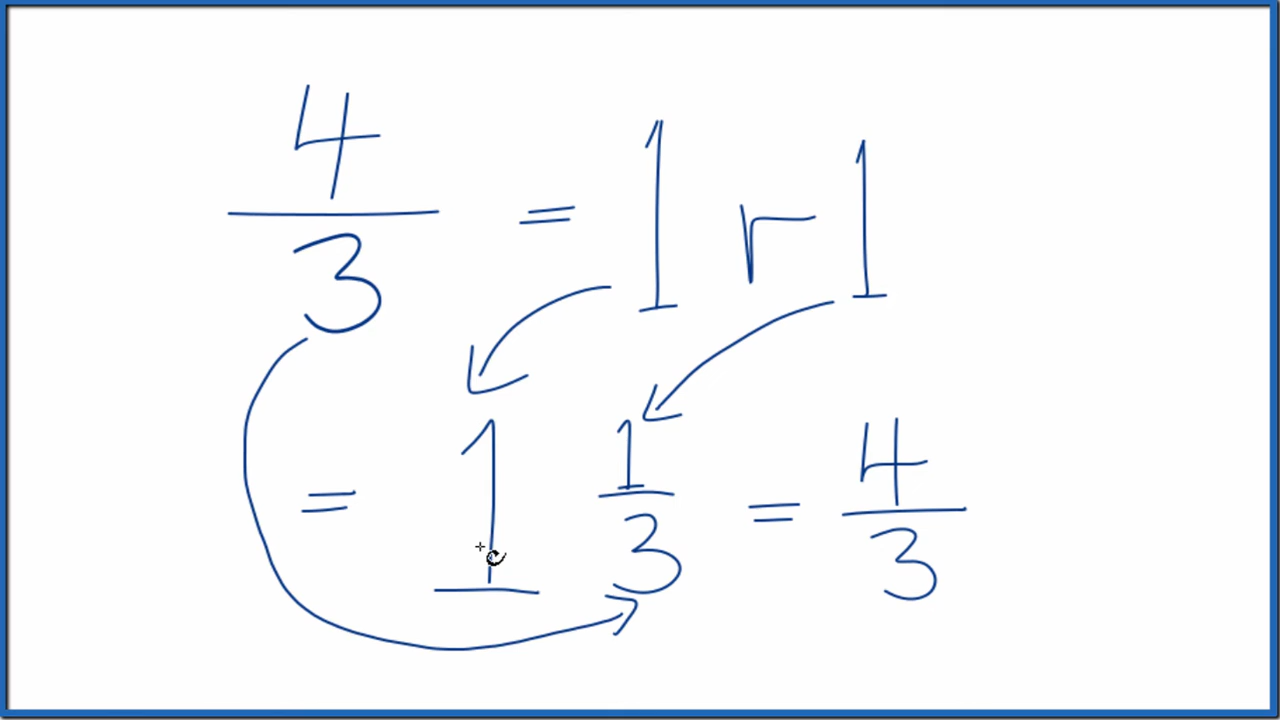 4/3 = 1 r 1
= 1 1/3 = 4/3